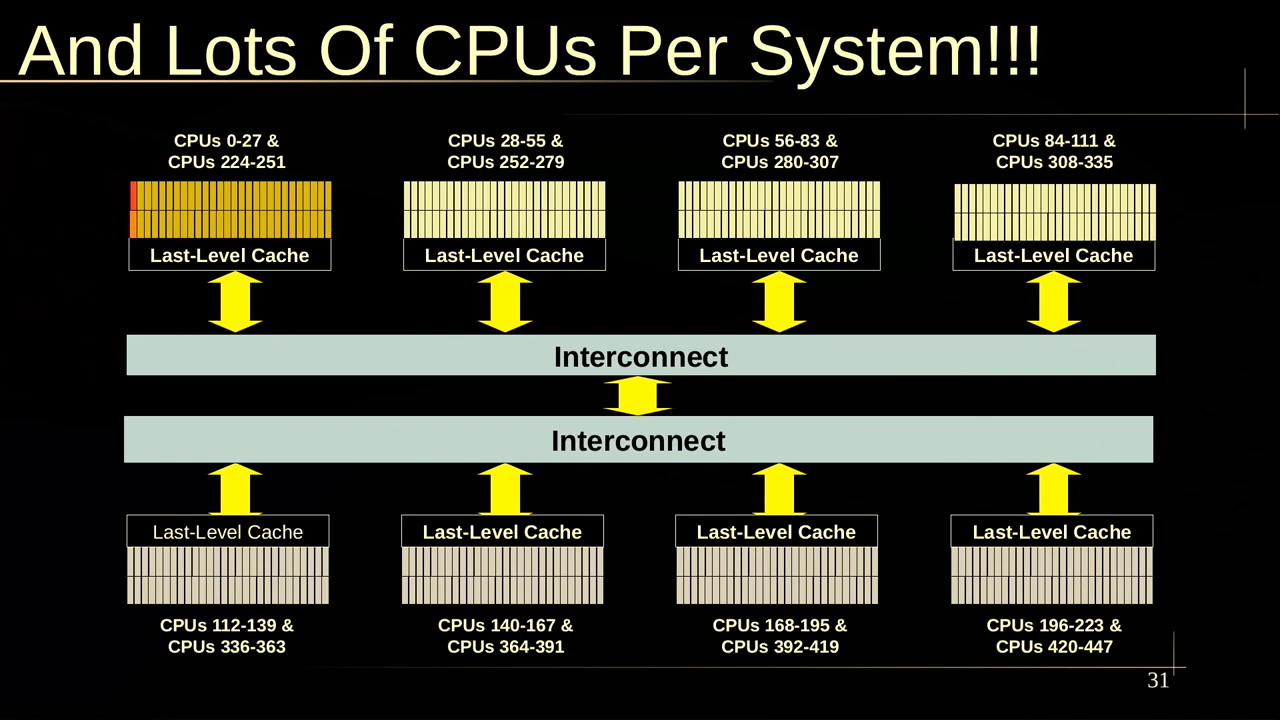 And Lots Of CPUs Per System!!!
CPUs 0-27 &
CPUs 224-251
CPUs 28-55 &
CPUs 252-279
CPUs 56-83 &
CPUs 280-307
CPUs 84-111 &
CPUs 308-335
Last-Level Cache
Last-Level Cache
Last-Level Cache
Last-Level Cache
Interconnect
Interconnect
Last-Level Cache
Last-Level Cache
Last-Level Cache
Last-Level Cache
CPUs 112-139 &
CPUs 336-363
CPUs 140-167 &
CPUs 364-391
CPUs 168-195 &
CPUs 392-419
CPUs 196-223 &
CPUs 420-447
31